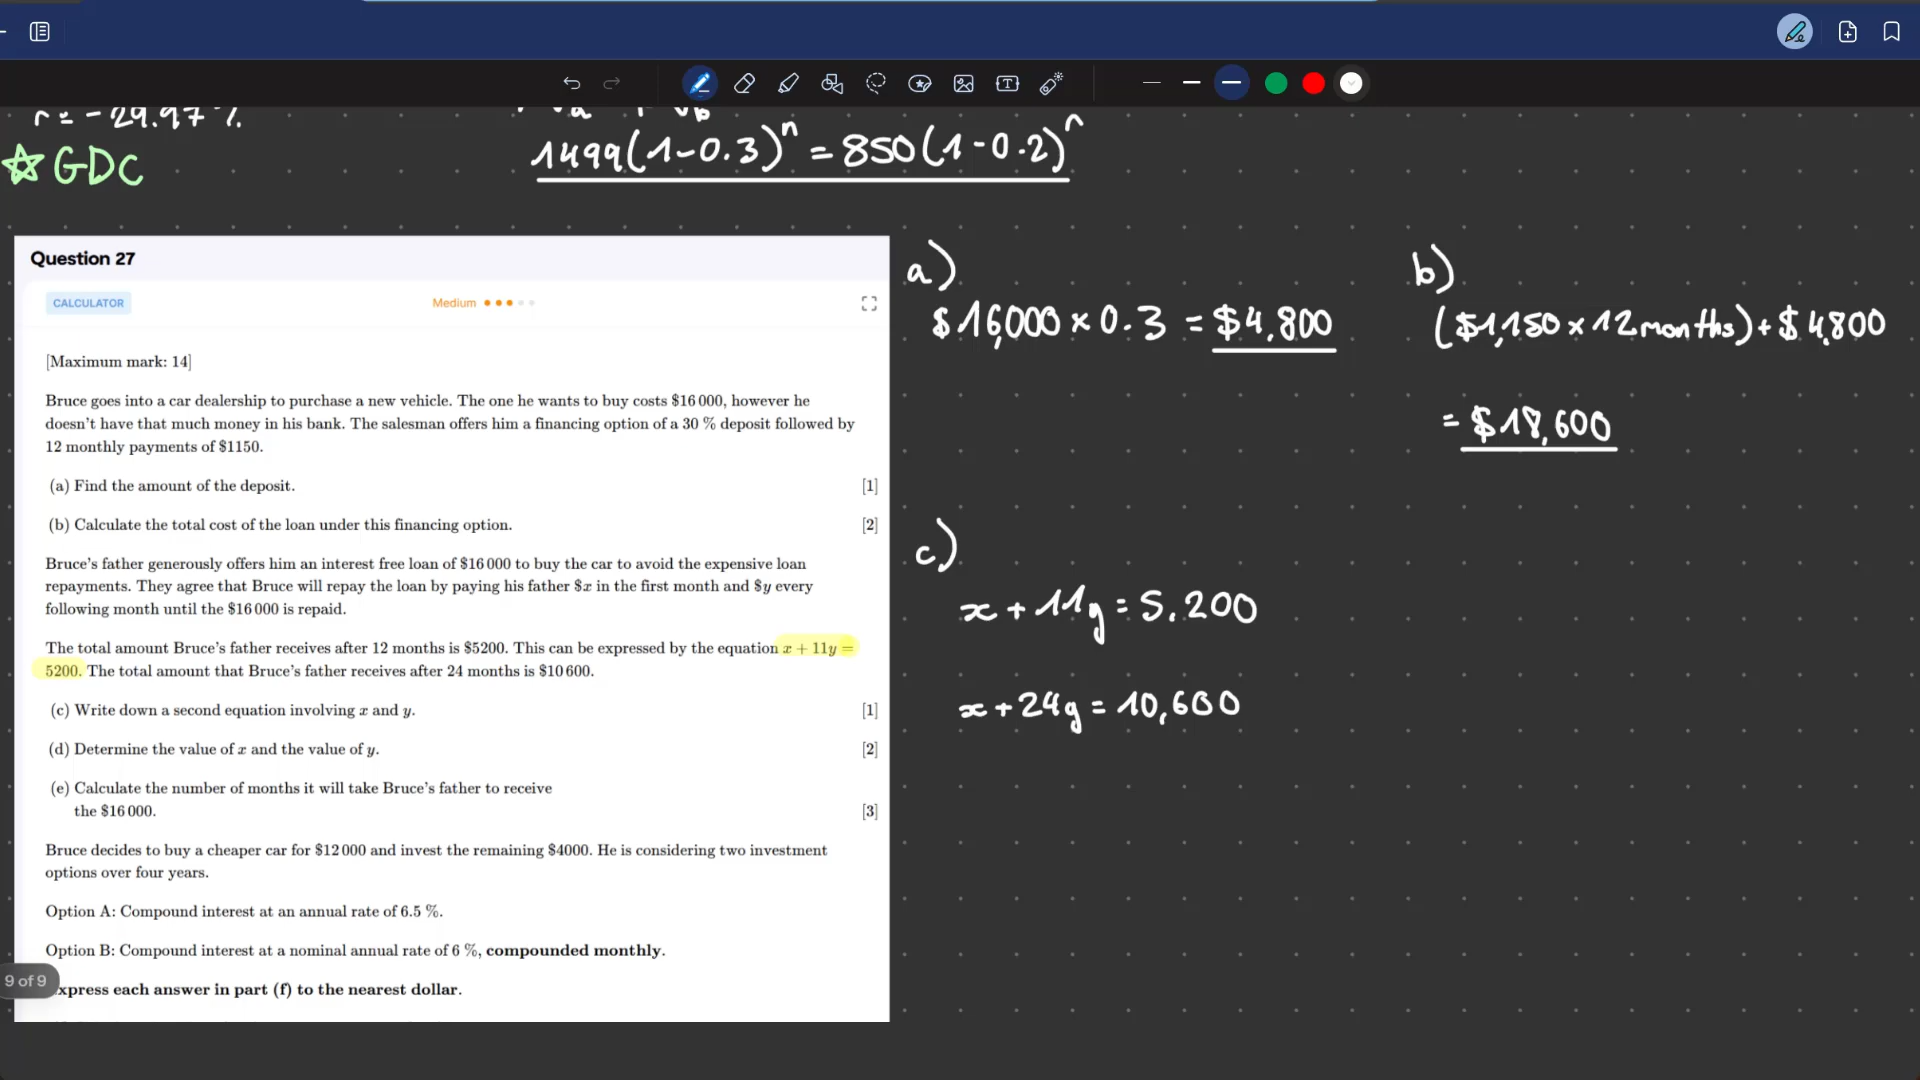 r = - 29.97 %
☆ GDC
1499(1-0.3)^n = 850(1-0.2)^n
Question 27
CALCULATOR
Medium
[Maximum mark: 14]
Bruce goes into a car dealership to purchase a new vehicle. The one he wants to buy costs $16 000, however he
doesn't have that much money in his bank. The salesman offers him a financing option of a 30 % deposit followed by
12 monthly payments of $1150.
(a) Find the amount of the deposit. [1]
(b) Calculate the total cost of the loan under this financing option. [2]
Bruce's father generously offers him an interest free loan of $16 000 to buy the car to avoid the expensive loan
repayments. They agree that Bruce will repay the loan by paying his father $x in the first month and $y every
following month until the $16 000 is repaid.
The total amount Bruce's father receives after 12 months is $5200. This can be expressed by the equation x + 11y =
5200. The total amount that Bruce's father receives after 24 months is $10 600.
(c) Write down a second equation involving x and y. [1]
(d) Determine the value of x and the value of y. [2]
(e) Calculate the number of months it will take Bruce's father to receive
the $16 000. [3]
Bruce decides to buy a cheaper car for $12 000 and invest the remaining $4000. He is considering two investment
options over four years.
Option A: Compound interest at an annual rate of 6.5 %.
Option B: Compound interest at a nominal annual rate of 6 %, compounded monthly.
xpress each answer in part (f) to the nearest dollar.
9 of 9
a)
$16,000 × 0.3 = $4,800
b)
($1,150 × 12 months) + $4,800
= $18,600
c)
x + 11y = 5,200
x + 24y = 10,600